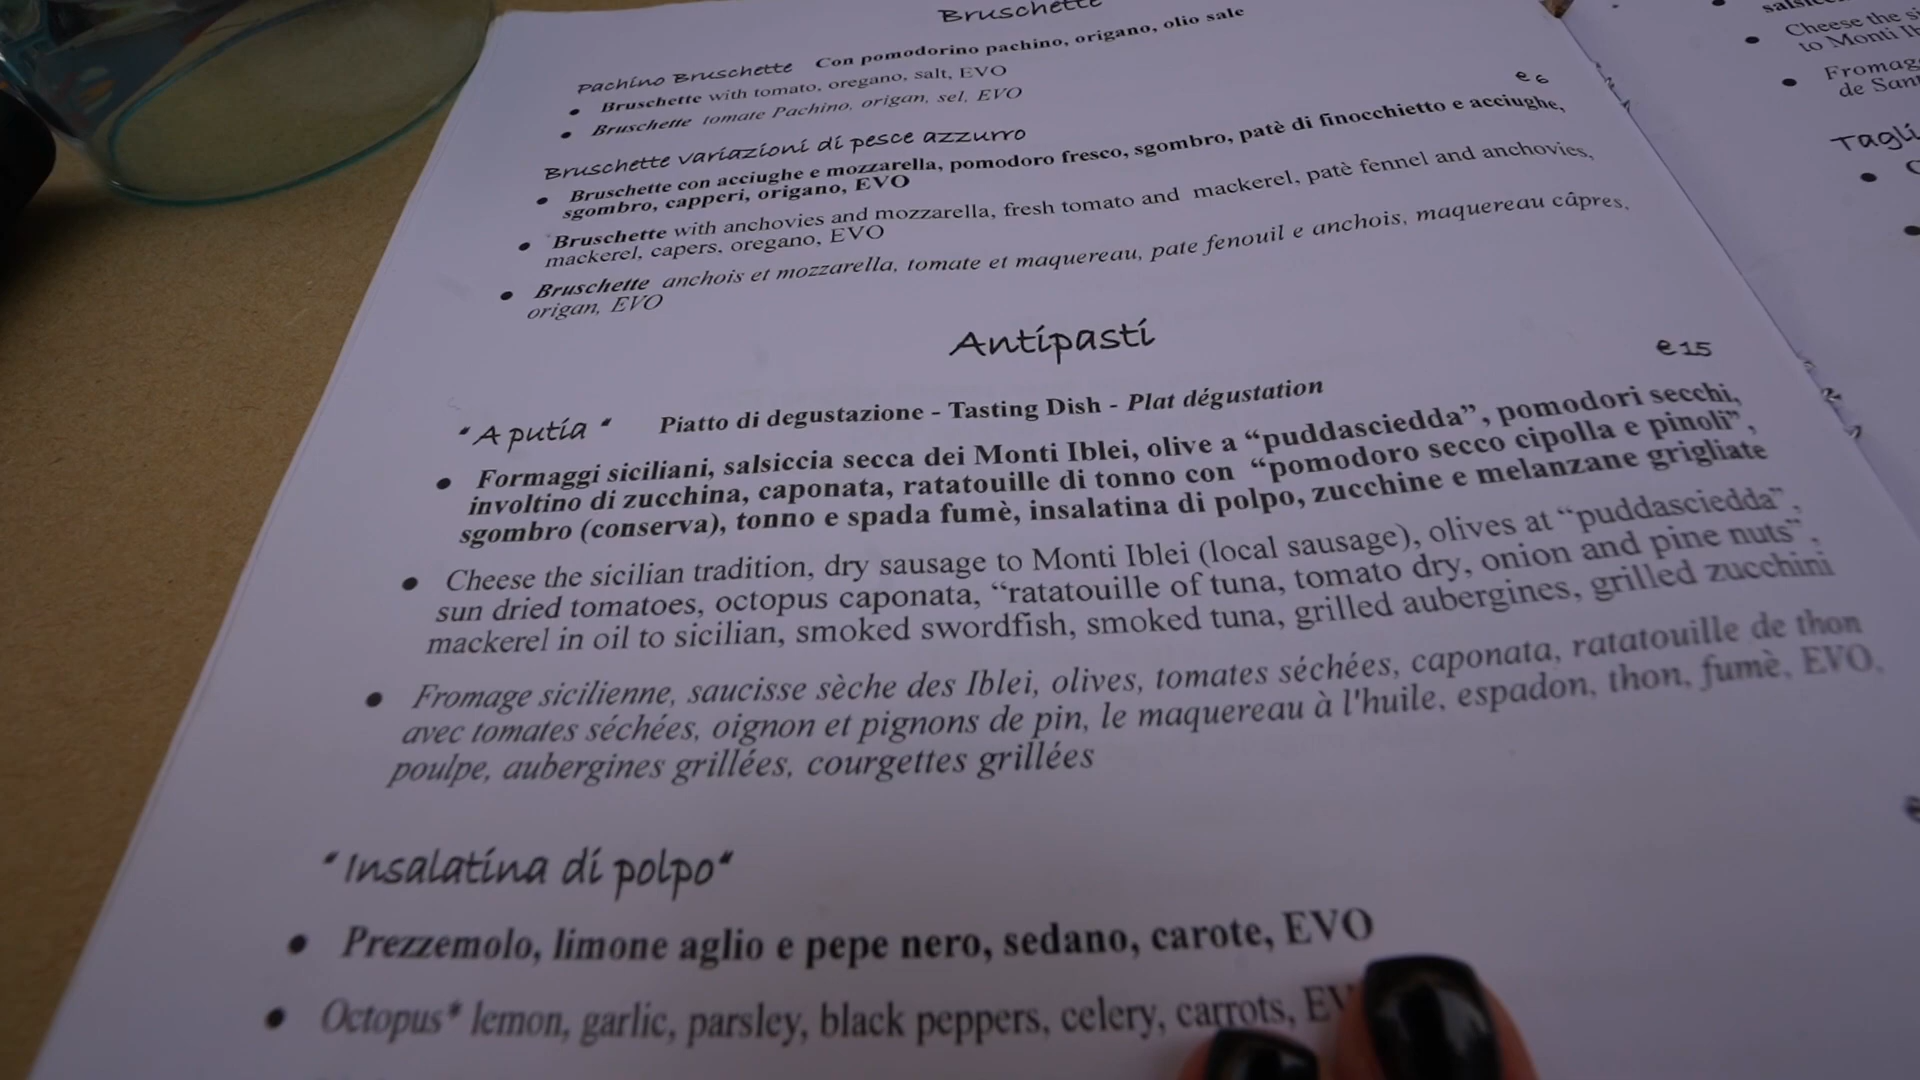 Bruschette
Pachino Bruschette Con pomodorino pachino, origano, olio sale
• Bruschette with tomato, oregano, salt, EVO
• Bruschette tomate Pachino, origan, sel, EVO
e 6
Bruschette variazioni di pesce azzurro
• Bruschette con acciughe e mozzarella, pomodoro fresco, sgombro, patè di finocchietto e acciughe,
sgombro, capperi, origano, EVO
• Bruschette with anchovies and mozzarella, fresh tomato and mackerel, patè fennel and anchovies,
mackerel, capers, oregano, EVO
• Bruschette anchois et mozzarella, tomate et maquereau, pate fenouil e anchois, maquereau câpres,
origan, EVO
Antipasti
e 15
"A putía" Piatto di degustazione - Tasting Dish - Plat dégustation
• Formaggi siciliani, salsiccia secca dei Monti Iblei, olive a “puddasciedda”, pomodori secchi,
involtino di zucchina, caponata, ratatouille di tonno con “pomodoro secco cipolla e pinoli”,
sgombro (conserva), tonno e spada fumè, insalatina di polpo, zucchine e melanzane grigliate
• Cheese the sicilian tradition, dry sausage to Monti Iblei (local sausage), olives at “puddasciedda”,
sun dried tomatoes, octopus caponata, “ratatouille of tuna, tomato dry, onion and pine nuts”,
mackerel in oil to sicilian, smoked swordfish, smoked tuna, grilled aubergines, grilled zucchini
• Fromage sicilienne, saucisse sèche des Iblei, olives, tomates séchées, caponata, ratatouille de thon
avec tomates séchées, oignon et pignons de pin, le maquereau à l'huile, espadon, thon, fumè, EVO,
poulpe, aubergines grillées, courgettes grillées
"Insalatina di polpo"
• Prezzemolo, limone aglio e pepe nero, sedano, carote, EVO
• Octopus* lemon, garlic, parsley, black peppers, celery, carrots,
• Cheese the
to Monti
• Fromag
de San
Tagli